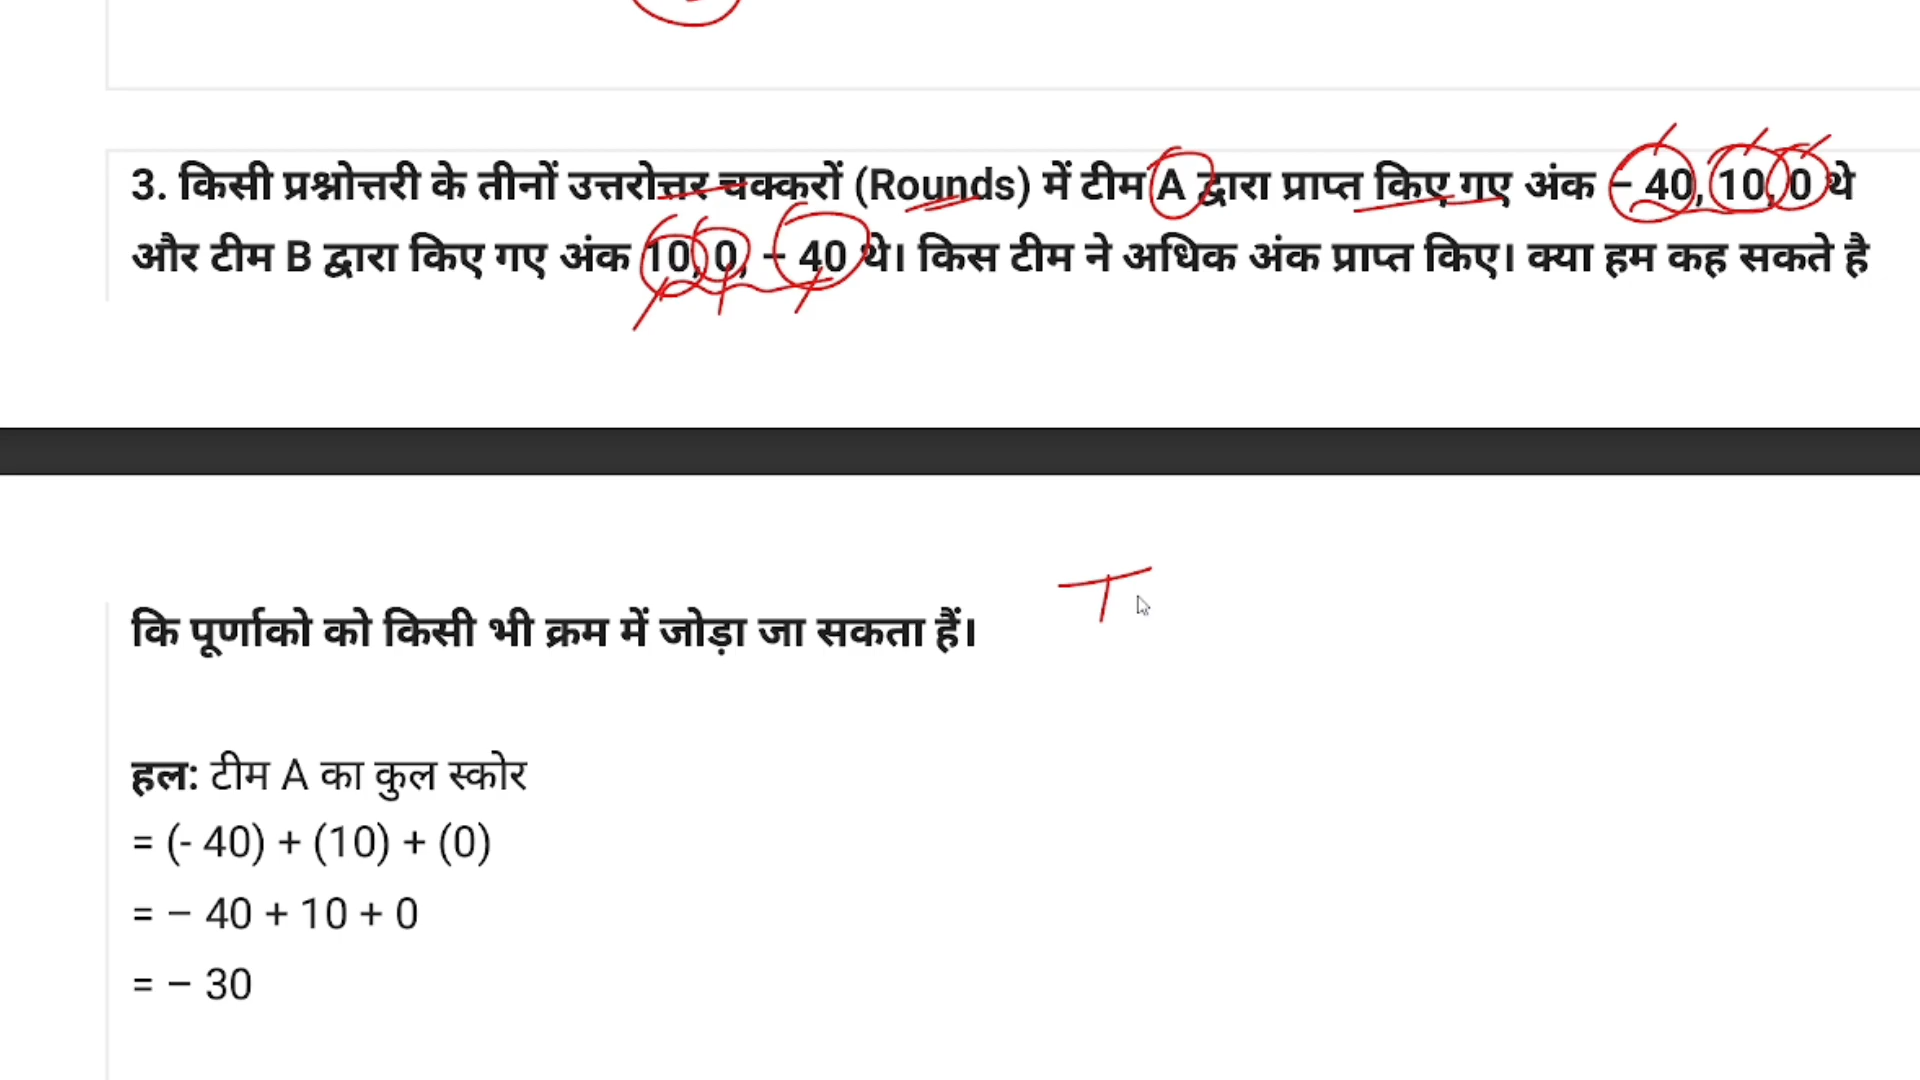 3. किसी प्रश्नोत्तरी के तीनों उत्तरोत्तर चक्करों (Rounds) में टीम A द्वारा प्राप्त किए गए अंक – 40, 10, 0 थे
और टीम B द्वारा किए गए अंक 10, 0, – 40 थे। किस टीम ने अधिक अंक प्राप्त किए। क्या हम कह सकते है
T
कि पूर्णाको को किसी भी क्रम में जोड़ा जा सकता हैं।
हल: टीम A का कुल स्कोर
= (- 40) + (10) + (0)
= – 40 + 10 + 0
= – 30